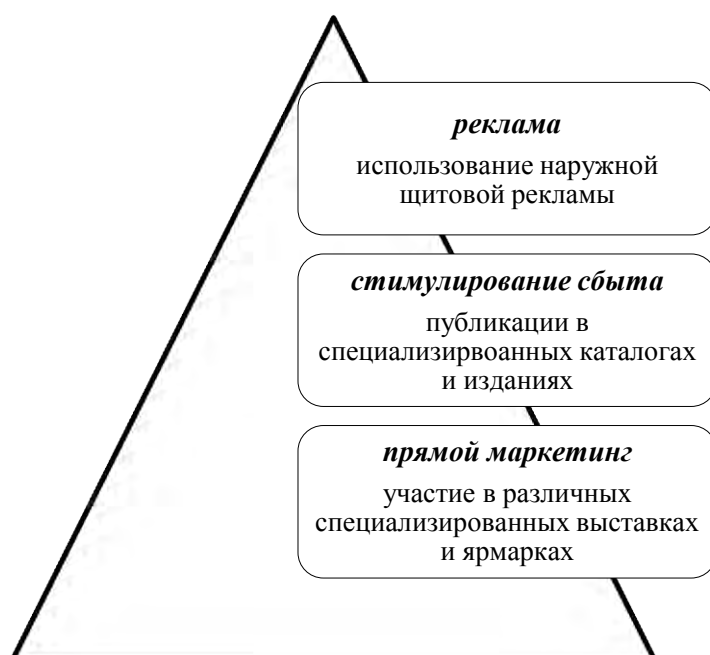 реклама
использование наружной
щитовой рекламы
стимулирование сбыта
публикации в
специализирвоанных каталогах
и изданиях
прямой маркетинг
участие в различных
специализированных выставках
и ярмарках